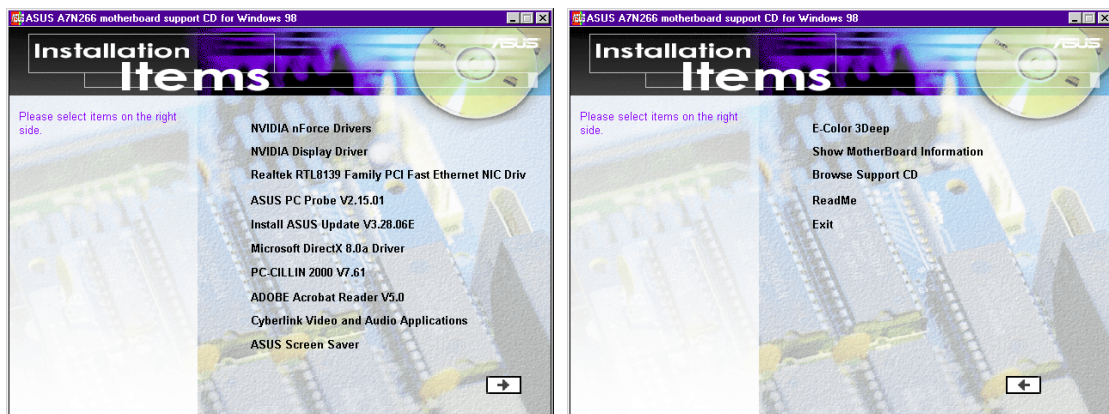 ASUS A7N266 motherboard support CD for Windows 98
Installation
Items
ASUS
Please select items on the right
side.
NVIDIA nForce Drivers
NVIDIA Display Driver
Realtek RTL8139 Family PCI Fast Ethernet NIC Driv
ASUS PC Probe V2.15.01
Install ASUS Update V3.28.06E
Microsoft DirectX 8.0a Driver
PC-CILLIN 2000 V7.61
ADOBE Acrobat Reader V5.0
Cyberlink Video and Audio Applications
ASUS Screen Saver
ASUS A7N266 motherboard support CD for Windows 98
Installation
Items
ASUS
Please select items on the right
side.
E-Color 3Deep
Show MotherBoard Information
Browse Support CD
ReadMe
Exit